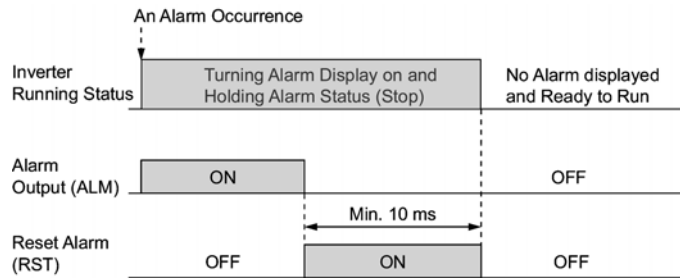 An Alarm Occurrence
Inverter
Running Status
Turning Alarm Display on and
Holding Alarm Status (Stop)
No Alarm displayed
and Ready to Run
Alarm
Output (ALM)
ON
OFF
Min. 10 ms
Reset Alarm
(RST)
OFF
ON
OFF